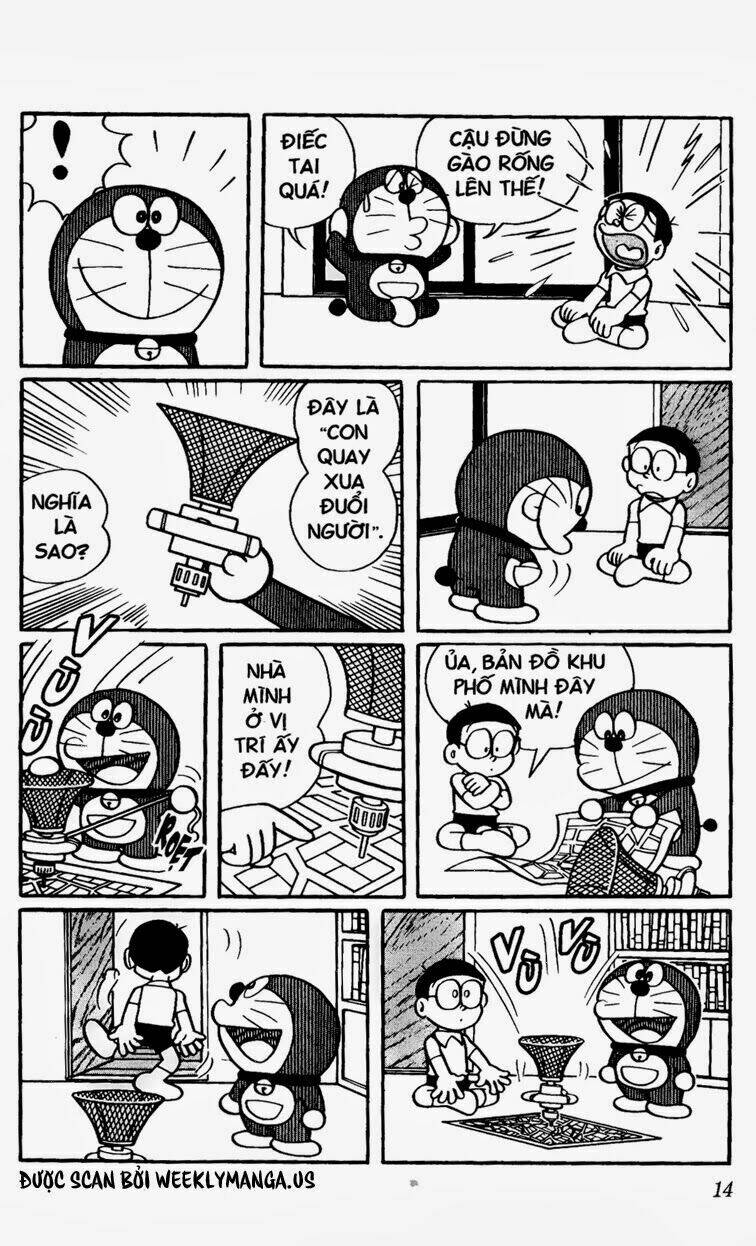 CẬU ĐỪNG
GÀO RỐNG
LÊN THẾ!
ĐIẾC
TAI
QUÁ!
!
ĐÂY LÀ
"CON
QUAY
XUA
ĐUỔI
NGƯỜI".
NGHĨA
LÀ
SAO?
ỦA, BẢN ĐỒ KHU
PHỐ MÌNH ĐÂY
MÀ!
NHÀ
MÌNH
Ở VỊ
TRÍ ẤY
ĐẤY!
VÙÙ
ROẸT
VÙ VÙ
ĐƯỢC SCAN BỞI WEEKLYMANGA.US
14